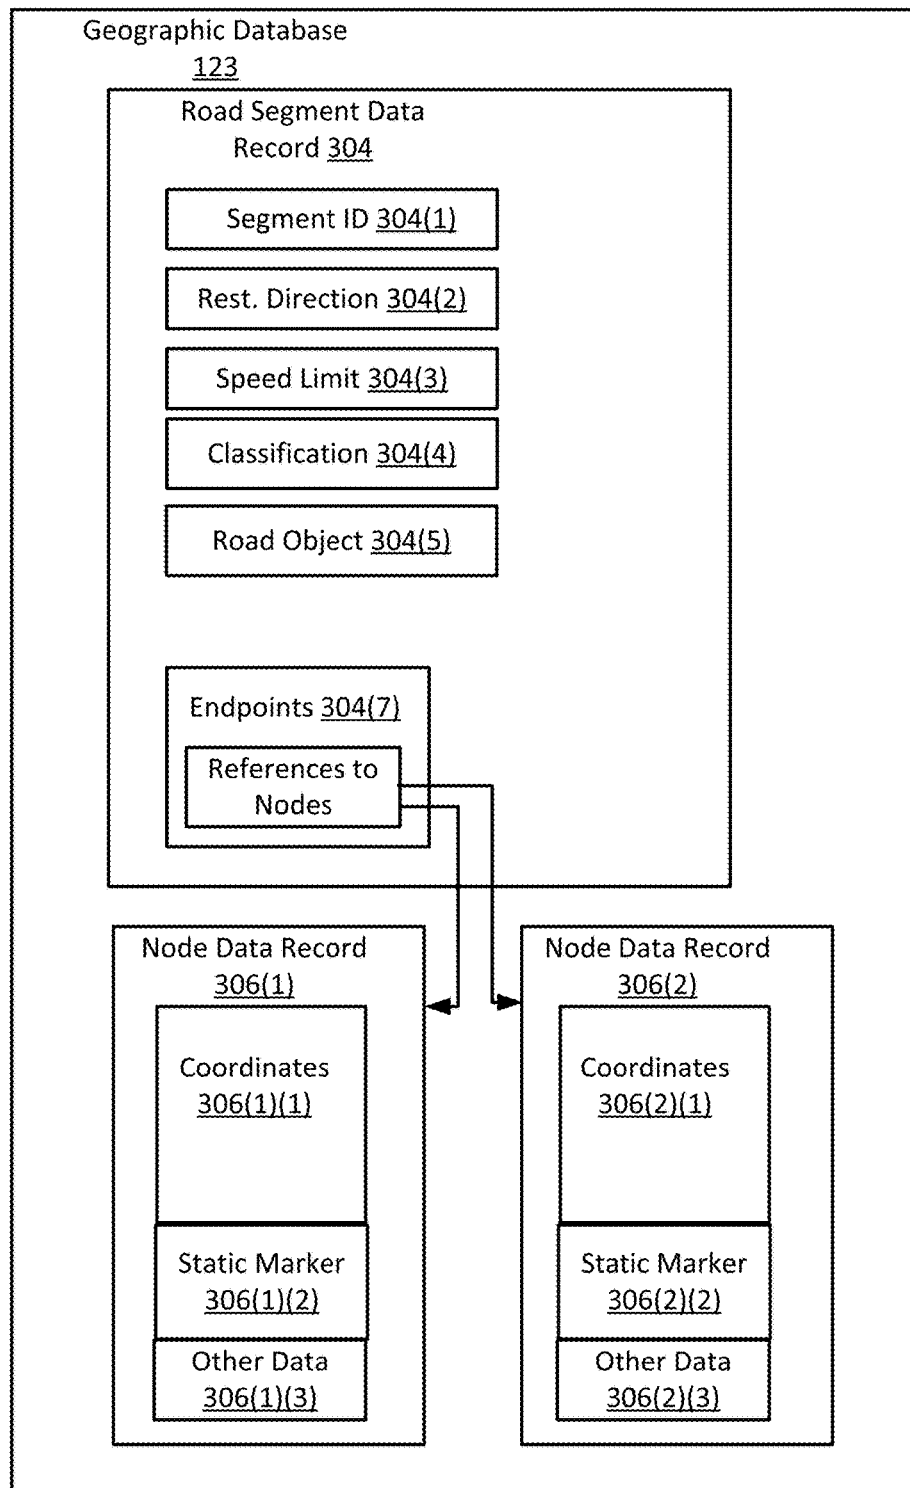 Geographic Database
123
Road Segment Data
Record 304
Segment ID 304(1)
Rest. Direction 304(2)
Speed Limit 304(3)
Classification 304(4)
Road Object 304(5)
Endpoints 304(7)
References to
Nodes
Node Data Record
306(1)
Coordinates
306(1)(1)
Static Marker
306(1)(2)
Other Data
306(1)(3)
Node Data Record
306(2)
Coordinates
306(2)(1)
Static Marker
306(2)(2)
Other Data
306(2)(3)